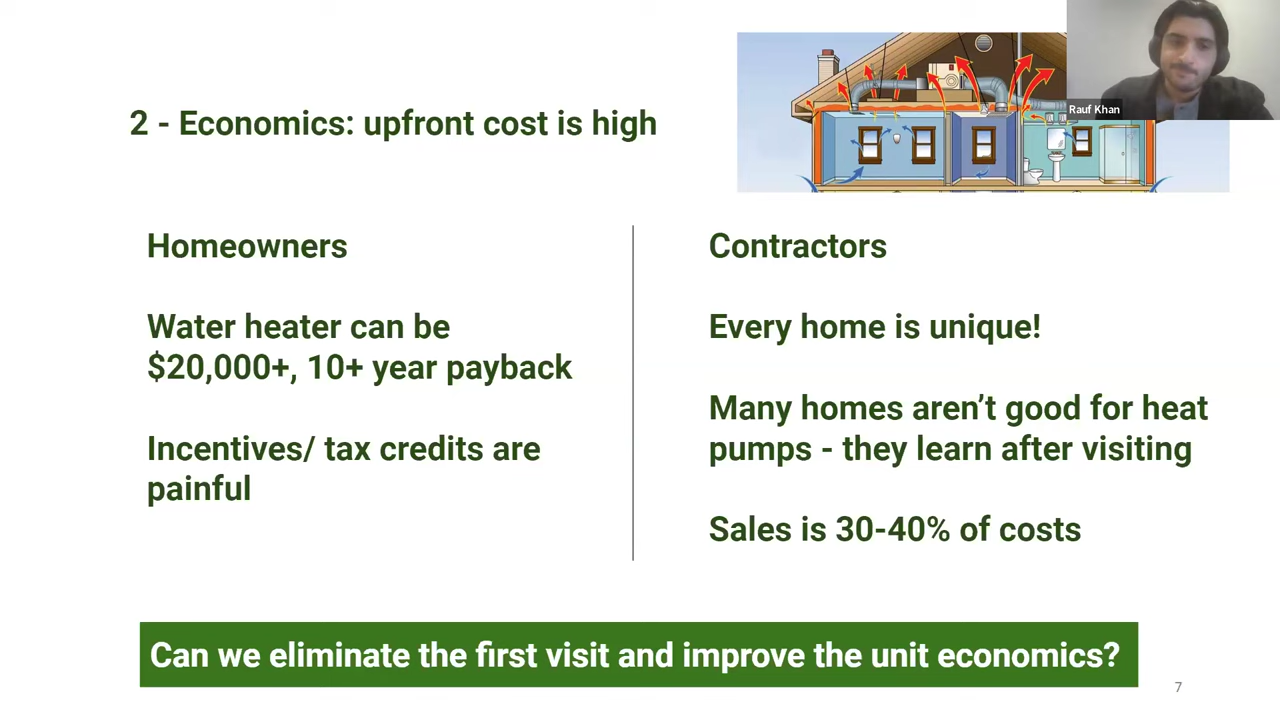 Rauf Khan
2 - Economics: upfront cost is high
Homeowners
Water heater can be
$20,000+, 10+ year payback
Incentives/ tax credits are
painful
Contractors
Every home is unique!
Many homes aren’t good for heat
pumps - they learn after visiting
Sales is 30-40% of costs
Can we eliminate the first visit and improve the unit economics?
7